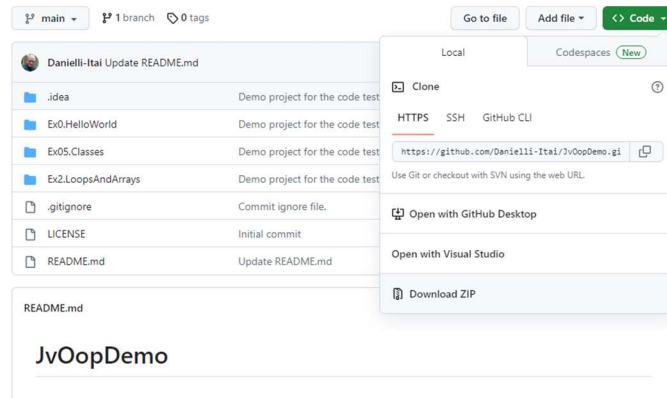 main
1 branch
0 tags
Go to file
Add file
Code
Danielli-Itai Update README.md
.idea
Demo project for the code test
Ex0.HelloWorld
Demo project for the code test
Ex05.Classes
Demo project for the code test
Ex2.LoopsAndArrays
Demo project for the code test
.gitignore
Commit ignore file.
LICENSE
Initial commit
README.md
Update README.md
Local
Codespaces New
Clone
HTTPS SSH GitHub CLI
https://github.com/Danielli-Itai/JvOopDemo.gi
Use Git or checkout with SVN using the web URL.
Open with GitHub Desktop
Open with Visual Studio
Download ZIP
README.md
JvOopDemo